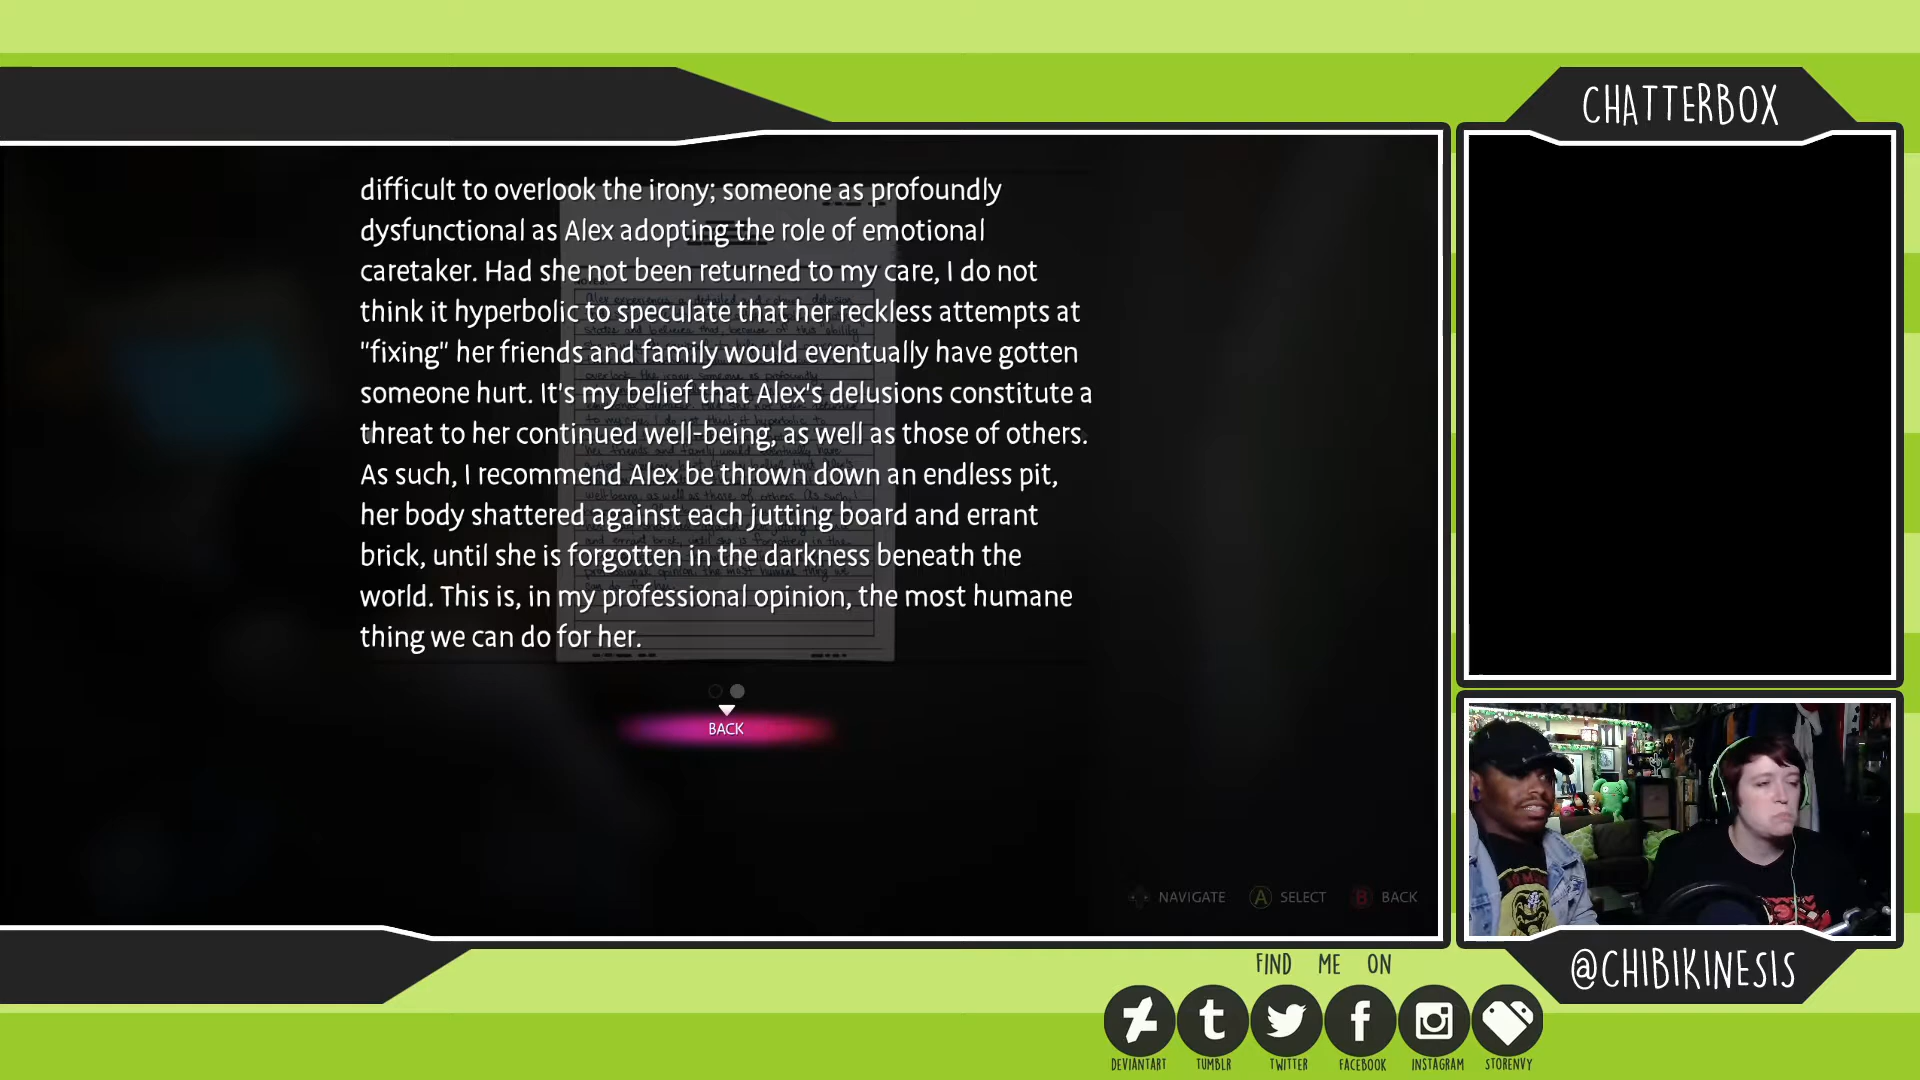 CHATTERBOX
difficult to overlook the irony; someone as profoundly
dysfunctional as Alex adopting the role of emotional
caretaker. Had she not been returned to my care, I do not
think it hyperbolic to speculate that her reckless attempts at
"fixing" her friends and family would eventually have gotten
someone hurt. It's my belief that Alex's delusions constitute a
threat to her continued well-being, as well as those of others.
As such, I recommend Alex be thrown down an endless pit,
her body shattered against each jutting board and errant
brick, until she is forgotten in the darkness beneath the
world. This is, in my professional opinion, the most humane
thing we can do for her.
BACK
NAVIGATE A SELECT B BACK
FIND ME ON
@CHIBIKINESIS
DEVIANTART TUMBLR TWITTER FACEBOOK INSTAGRAM STORENVY